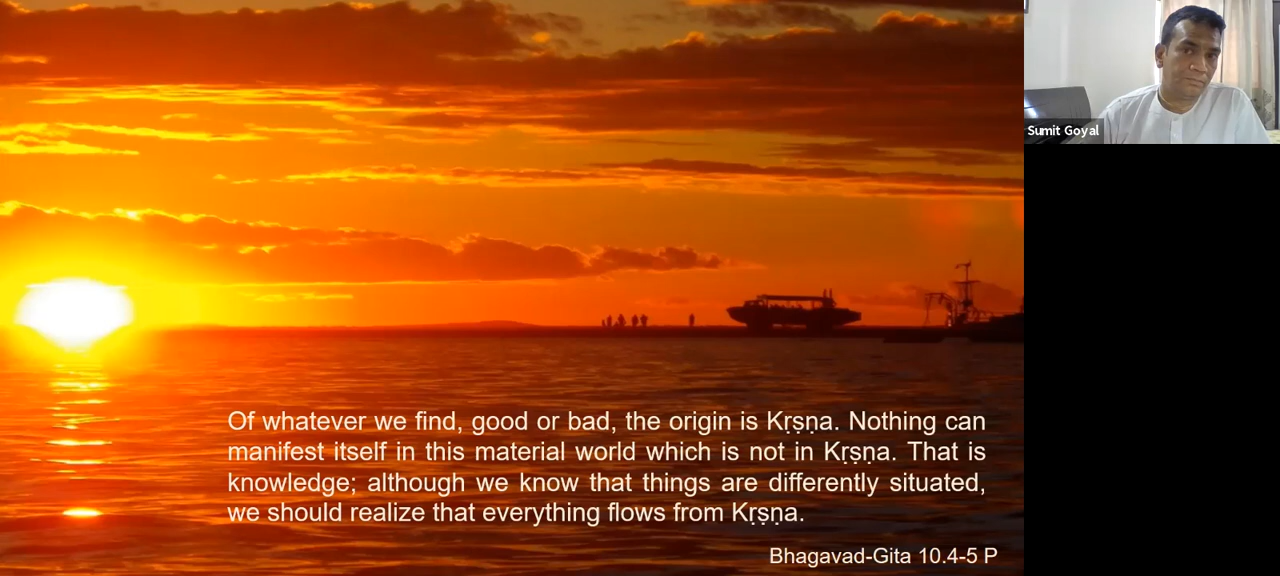 Sumit Goyal
Of whatever we find, good or bad, the origin is Kṛṣṇa. Nothing can
manifest itself in this material world which is not in Kṛṣṇa. That is
knowledge; although we know that things are differently situated,
we should realize that everything flows from Kṛṣṇa.
Bhagavad-Gita 10.4-5 P